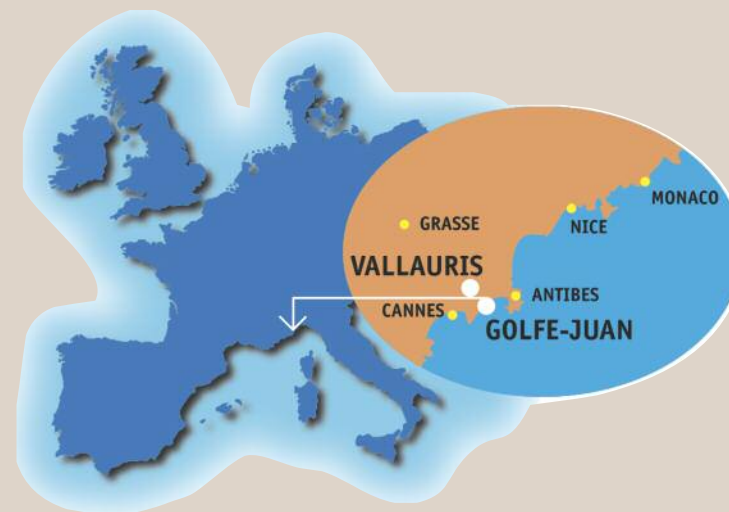 MONACO
GRASSE
NICE
VALLAURIS
ANTIBES
CANNES
GOLFE-JUAN